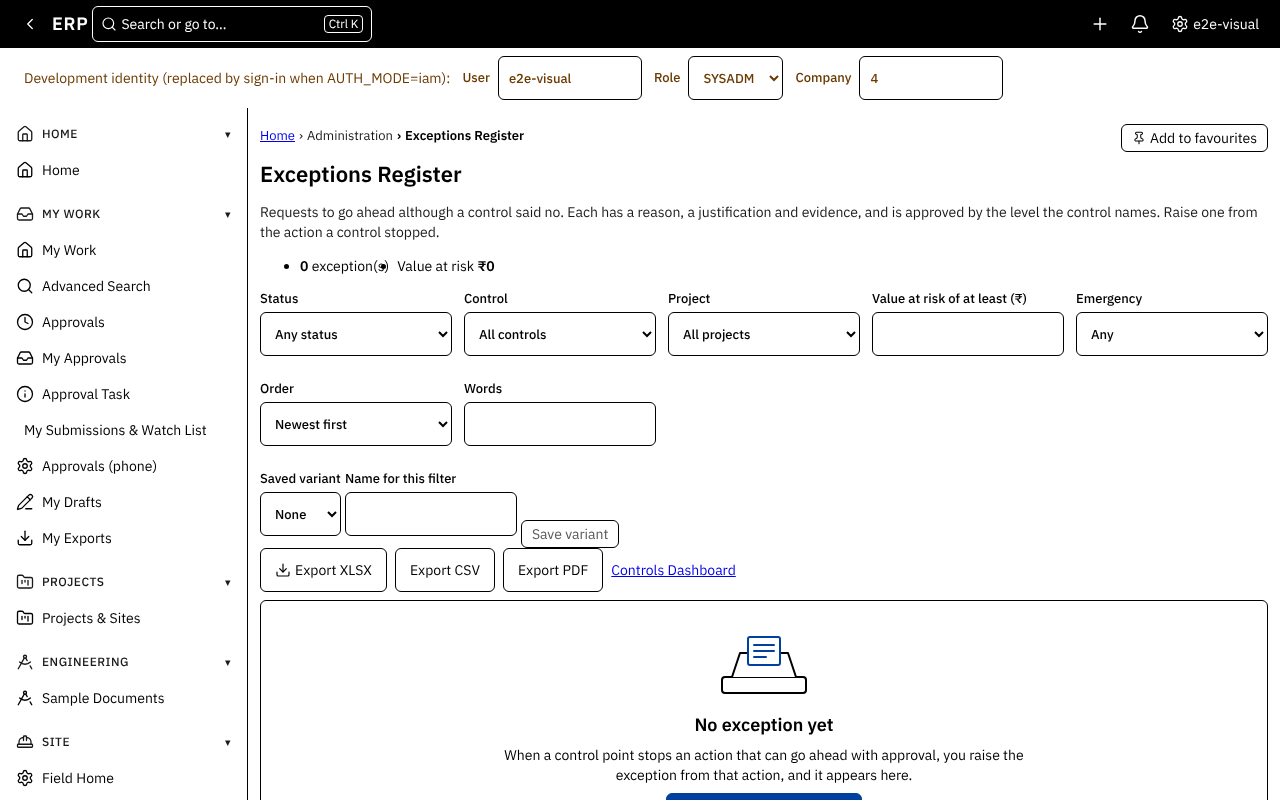 ERP
Search or go to...
Ctrl K
e2e-visual
Development identity (replaced by sign-in when AUTH_MODE=iam):
User
e2e-visual
Role
SYSADM
Company
4
HOME
Home
MY WORK
My Work
Advanced Search
Approvals
My Approvals
Approval Task
My Submissions & Watch List
Approvals (phone)
My Drafts
My Exports
PROJECTS
Projects & Sites
ENGINEERING
Sample Documents
SITE
Field Home
Home › Administration › Exceptions Register
Add to favourites
Exceptions Register
Requests to go ahead although a control said no. Each has a reason, a justification and evidence, and is approved by the level the control names. Raise one from
the action a control stopped.
• 0 exception(s) • Value at risk ₹0
Status
Control
Project
Value at risk of at least (₹)
Emergency
Any status
All controls
All projects
Any
Order
Words
Newest first
Saved variant
Name for this filter
None
Save variant
Export XLSX
Export CSV
Export PDF
Controls Dashboard
No exception yet
When a control point stops an action that can go ahead with approval, you raise the
exception from that action, and it appears here.